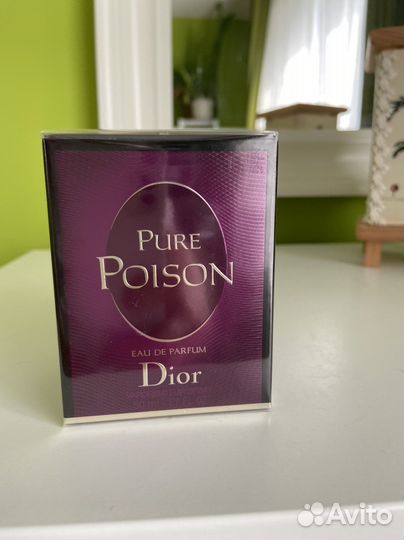 PURE
POISON
EAU DE PARFUM
Dior
Avito